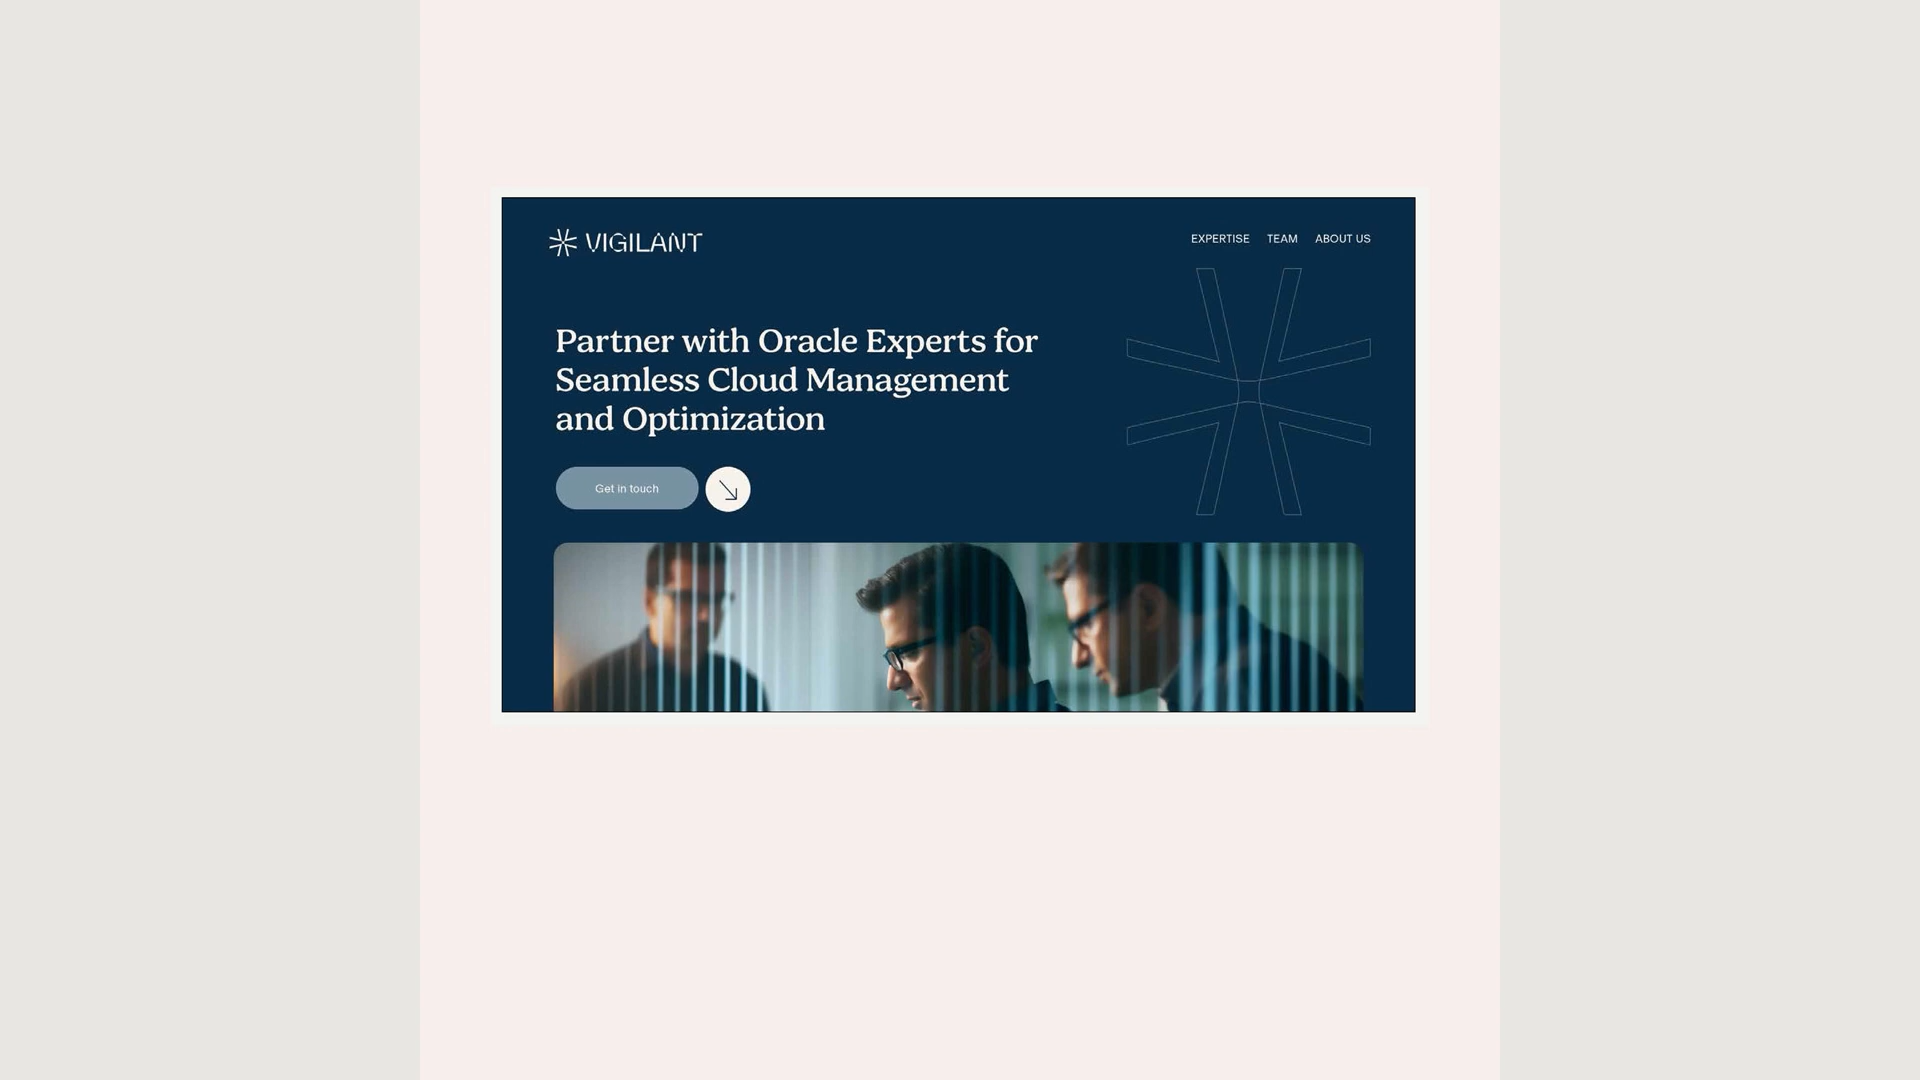 VIGILANT
EXPERTISE TEAM ABOUT US
Partner with Oracle Experts for
Seamless Cloud Management
and Optimization
Get in touch